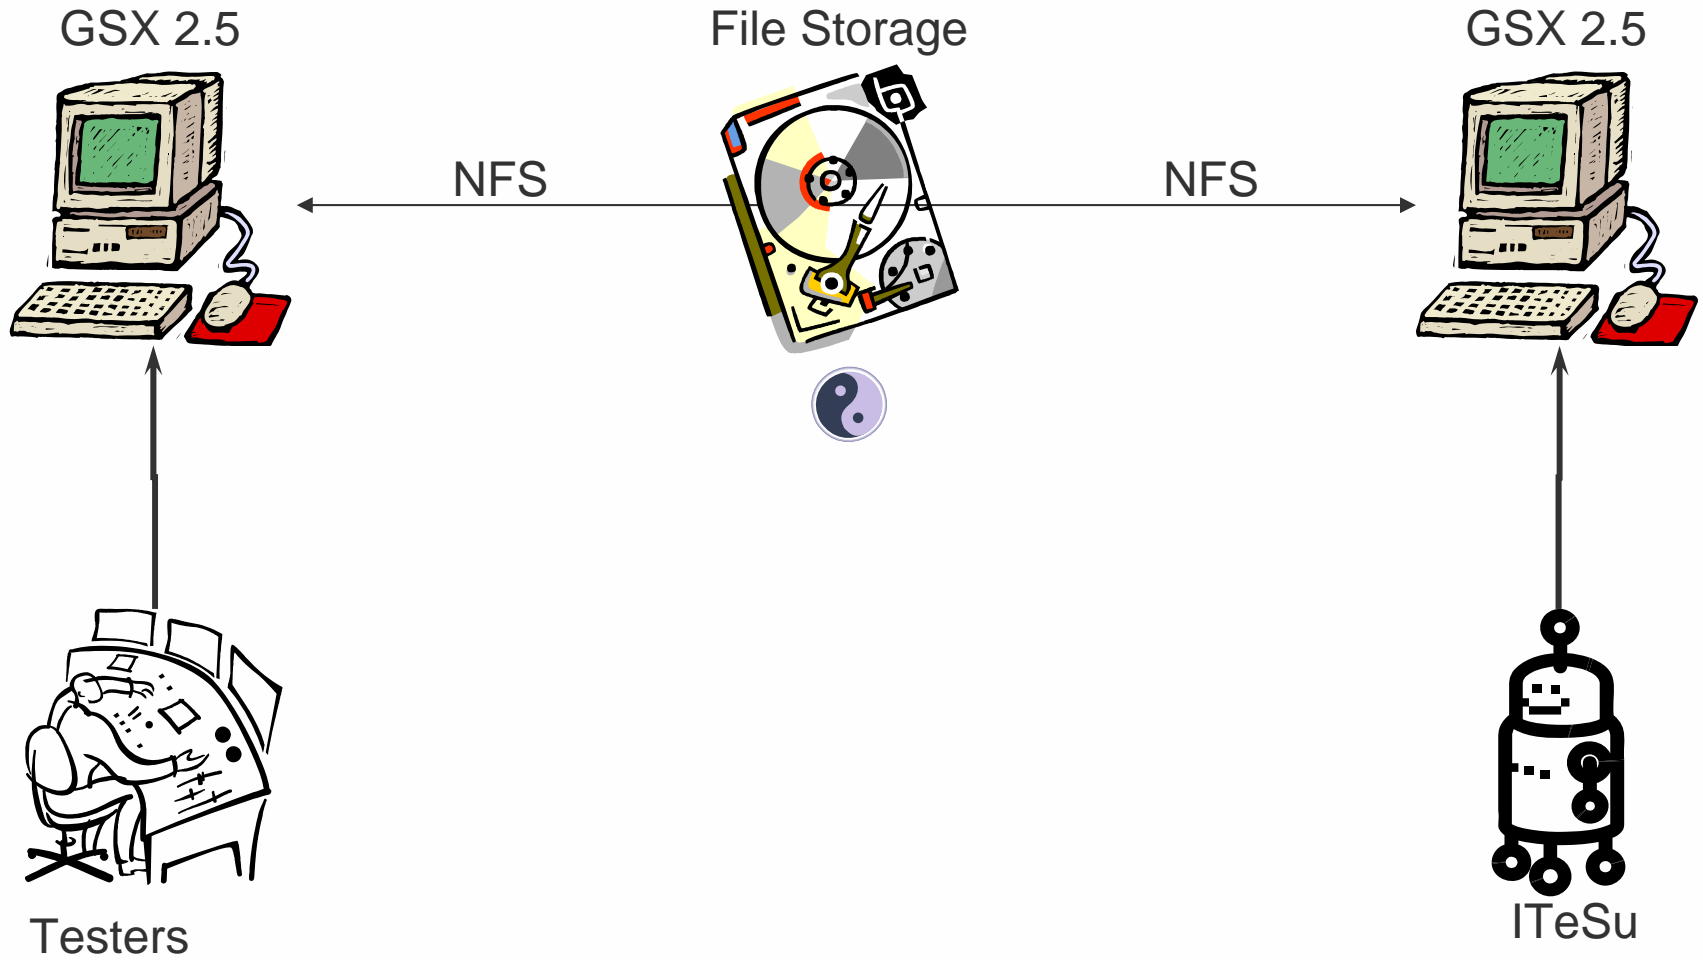 GSX 2.5
File Storage
GSX 2.5
NFS
NFS
Testers
ITeSu